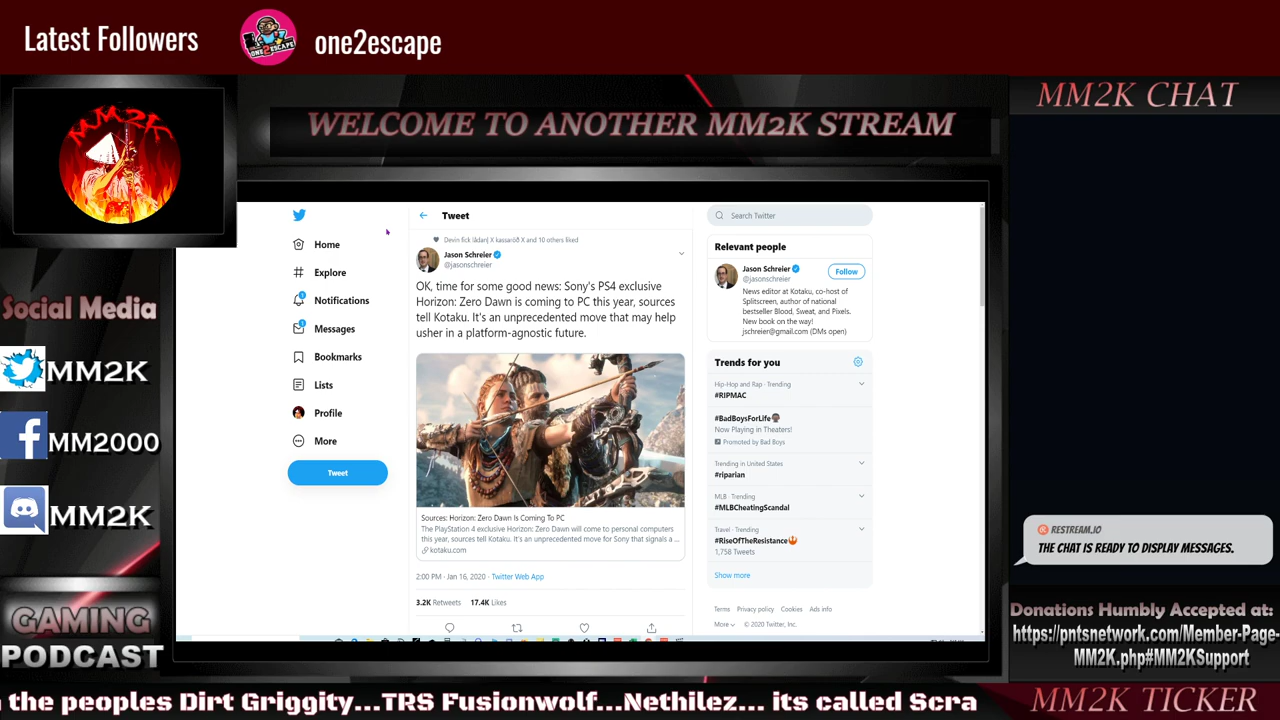 Latest Followers
one2escape
ONE2ESCAPE
MM2K
WELCOME TO ANOTHER MM2K STREAM
MM2K CHAT
Social Media
MM2K
MM2000
MM2K
GAMING
PODCAST
Home
Explore
Notifications
Messages
Bookmarks
Lists
Profile
More
Tweet
Tweet
Devin fick lådan| X kassaröð X and 10 others liked
Jason Schreier
@jasonschreier
OK, time for some good news: Sony's PS4 exclusive
Horizon: Zero Dawn is coming to PC this year, sources
tell Kotaku. It's an unprecedented move that may help
usher in a platform-agnostic future.
Sources: Horizon: Zero Dawn Is Coming To PC
The PlayStation 4 exclusive Horizon: Zero Dawn will come to personal computers
this year, sources tell Kotaku. It's an unprecedented move for Sony that signals a ...
kotaku.com
2:00 PM · Jan 16, 2020 · Twitter Web App
3.2K Retweets 17.4K Likes
Search Twitter
Relevant people
Jason Schreier
@jasonschreier
Follow
News editor at Kotaku, co-host of
Splitscreen, author of national
bestseller Blood, Sweat, and Pixels.
New book on the way!
jschreier@gmail.com (DMs open)
Trends for you
Hip-Hop and Rap · Trending
#RIPMAC
#BadBoysForLife
Now Playing in Theaters!
Promoted by Bad Boys
Trending in United States
#riparian
MLB · Trending
#MLBCheatingScandal
Travel · Trending
#RiseOfTheResistance
1,758 Tweets
Show more
Terms Privacy policy Cookies Ads info
More © 2020 Twitter, Inc.
RESTREAM.IO
THE CHAT IS READY TO DISPLAY MESSAGES.
Donations Humbly Accepted at:
https://pntsnetwork.com/Member-Page-
MM2K.php#MM2KSupport
the peoples Dirt Griggity...TRS Fusionwolf...Nethilez... its called Scra
MM2K TICKER